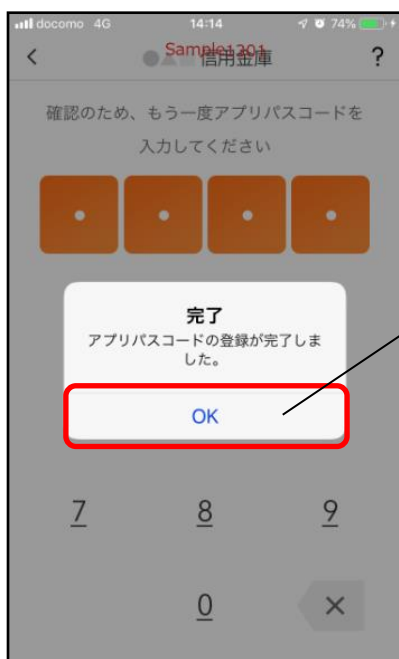 docomo 4G 14:14 74%
Sample1201
●▲■信用金庫 ?
確認のため、もう一度アプリパスコードを
入力してください
完了
アプリパスコードの登録が完了しま
した。
OK
7 8 9
0